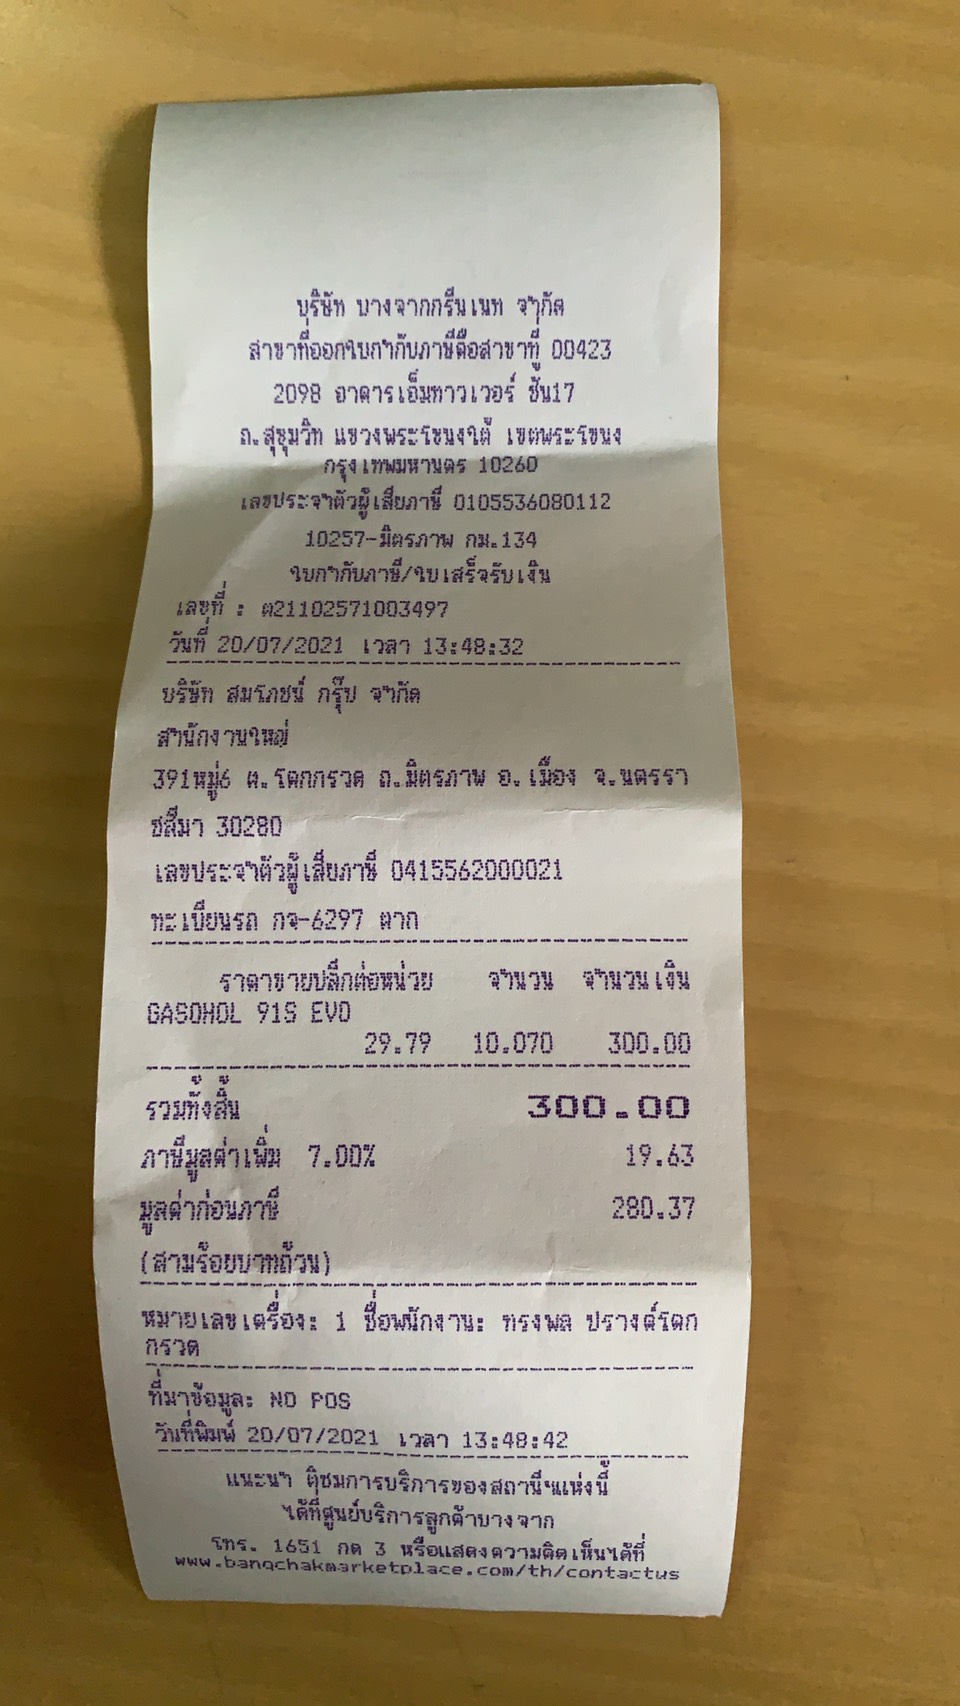 บริษัท บางจากกรีนเนท จำกัด
สาขาที่ออกใบกำกับภาษีคือสาขาที่ 00423
2098 อาคารเอ็มทาวเวอร์ ชั้น17
ถ.สุขุมวิท แขวงพระโขนงใต้ เขตพระโขนง
กรุงเทพมหานคร 10260
เลขประจำตัวผู้เสียภาษี 0105536080112
10257-มิตรภาพ กม.134
ใบกำกับภาษี/ใบเสร็จรับเงิน
เลขที่ : ต21102571003497
วันที่ 20/07/2021 เวลา 13:48:32
บริษัท สมโภชน์ กรุ๊ป จำกัด
สำนักงานใหญ่
391หมู่6 ต.โคกกรวด ถ.มิตรภาพ อ.เมือง จ.นครรา
ชสีมา 30280
เลขประจำตัวผู้เสียภาษี 0415562000021
ทะเบียนรถ กจ-6297 ตาก
ราคาขายปลีกต่อหน่วย จำนวน จำนวนเงิน
GASOHOL 91S EVO
29.79 10.070 300.00
รวมทั้งสิ้น 300.00
ภาษีมูลค่าเพิ่ม 7.00% 19.63
มูลค่าก่อนภาษี 280.37
(สามร้อยบาทถ้วน)
หมายเลขเครื่อง: 1 ชื่อพนักงาน: ทรงพล ปรางค์โคก
กรวด
ที่มาข้อมูล: NO POS
วันที่พิมพ์ 20/07/2021 เวลา 13:48:42
แนะนำ ติชมการบริการของสถานีฯแห่งนี้
ได้ที่ศูนย์บริการลูกค้าบางจาก
โทร. 1651 กด 3 หรือแสดงความคิดเห็นได้ที่
www.bangchakmarketplace.com/th/contactus